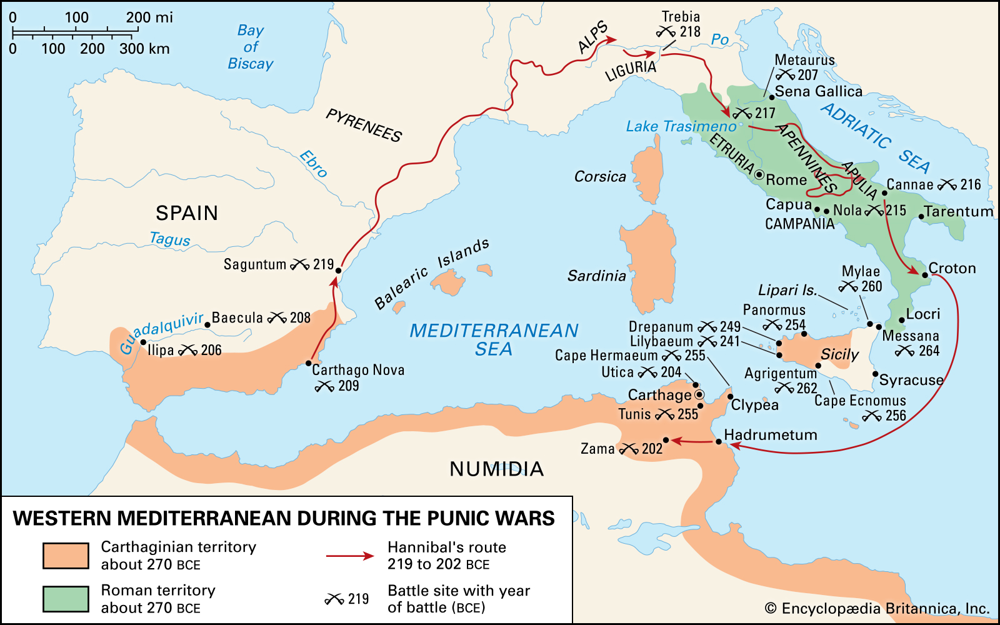 0 100 200 mi
0 100 200 300 km
Bay
of
Biscay
ALPS
Trebia
218
Po
LIGURIA
Metaurus
207
Sena Gallica
PYRENEES
217
Lake Trasimeno
ADRIATIC SEA
ETRURIA
APENNINES
Ebro
Corsica
Rome
APULIA
Cannae 216
SPAIN
Capua
Nola 215
Tarentum
CAMPANIA
Tagus
Saguntum 219
Balearic Islands
Sardinia
Croton
Mylae
260
Lipari Is.
Guadalquivir
Baecula 208
Panormus
254
Locri
MEDITERRANEAN
SEA
Drepanum 249
Lilybaeum 241
Messana
264
Ilipa 206
Cape Hermaeum 255
Sicily
Carthago Nova
209
Utica 204
Agrigentum
262
Syracuse
Carthage
Clypea
Cape Ecnomus
256
Tunis 255
Hadrumetum
Zama 202
NUMIDIA
WESTERN MEDITERRANEAN DURING THE PUNIC WARS
Carthaginian territory
about 270 BCE
Hannibal's route
219 to 202 BCE
Roman territory
about 270 BCE
219 Battle site with year
of battle (BCE)
© Encyclopædia Britannica, Inc.